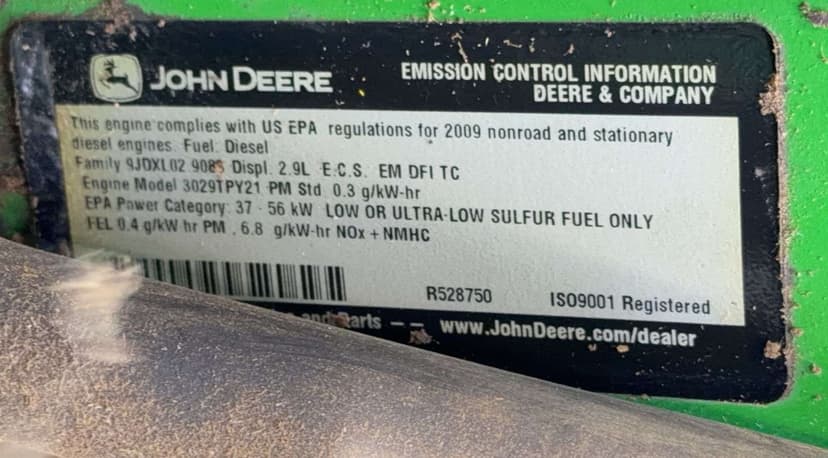 JOHN DEERE
EMISSION CONTROL INFORMATION
DEERE & COMPANY
This engine complies with US EPA regulations for 2009 nonroad and stationary
diesel engines. Fuel: Diesel
Family 9JDXL02.908 Displ. 2.9L E.C.S. EM DFI TC
Engine Model 3029TPY21 PM Std. 0.3 g/kW-hr
EPA Power Category: 37 - 56 kW LOW OR ULTRA-LOW SULFUR FUEL ONLY
FEL 0.4 g/kW hr PM , 6.8 g/kW-hr NOx + NMHC
R528750 ISO9001 Registered
and Parts – – www.JohnDeere.com/dealer